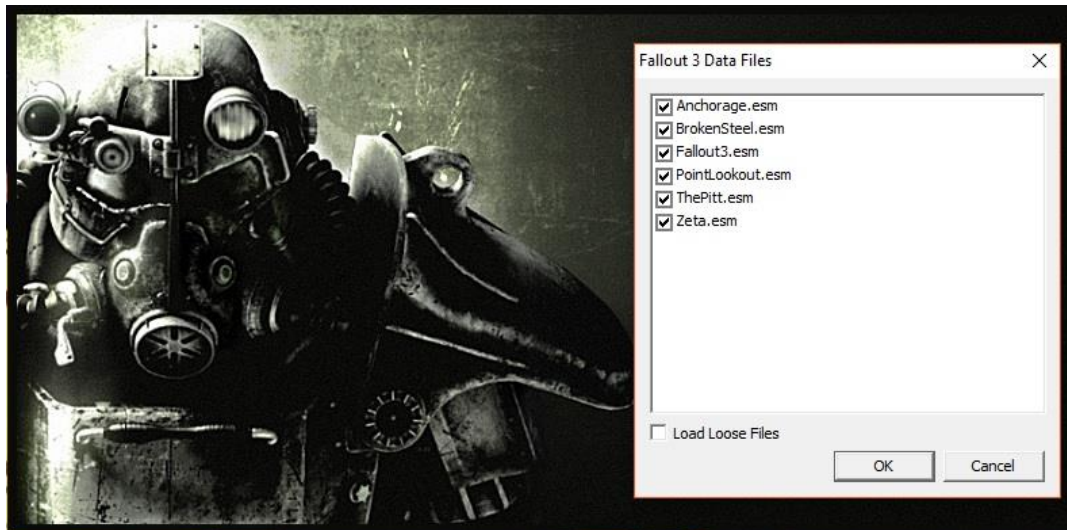 Fallout 3 Data Files
Anchorage.esm
BrokenSteel.esm
Fallout3.esm
PointLookout.esm
ThePitt.esm
Zeta.esm
Load Loose Files
OK
Cancel